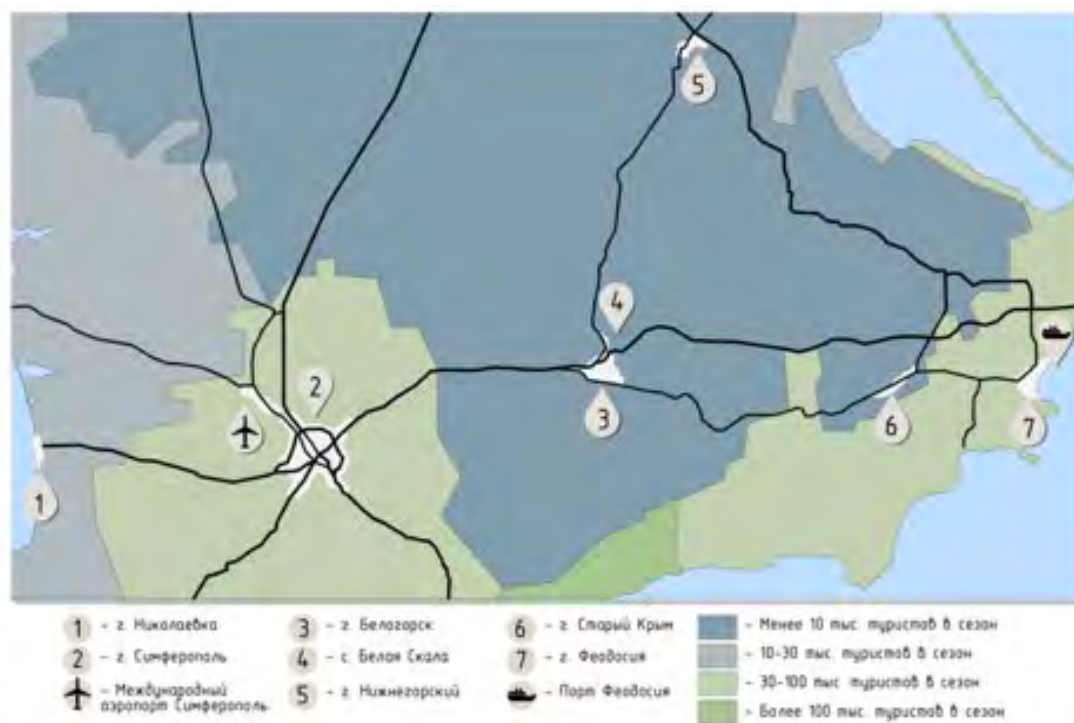 5
4
2
3
6
7
1
1 - г. Николаевка
2 - г. Симферополь
- Международный
аэропорт Симферополь
3 - г. Белогорск
4 - с. Белая Скала
5 - г. Нижнегорский
6 - г. Старый Крым
7 - г. Феодосия
- Порт Феодосия
- Менее 10 тыс. туристов в сезон
- 10-30 тыс. туристов в сезон
- 30-100 тыс. туристов в сезон
- Более 100 тыс. туристов в сезон